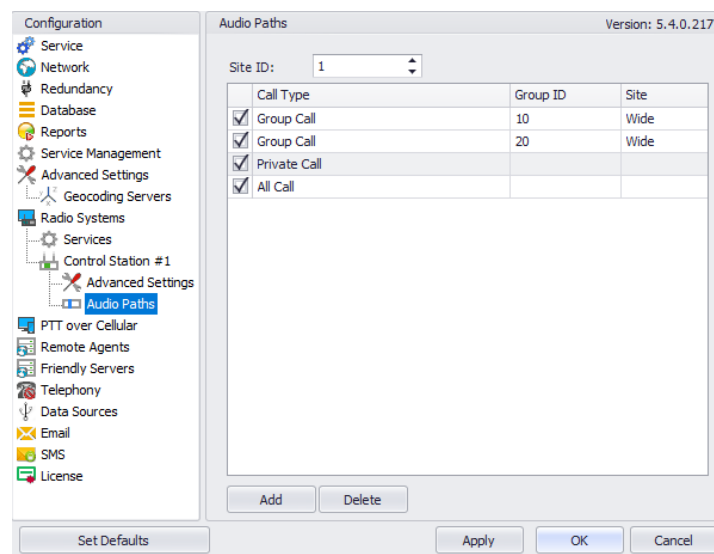 Configuration
Service
Network
Redundancy
Database
Reports
Service Management
Advanced Settings
Geocoding Servers
Radio Systems
Services
Control Station #1
Advanced Settings
Audio Paths
PTT over Cellular
Remote Agents
Friendly Servers
Telephony
Data Sources
Email
SMS
License
Set Defaults
Audio Paths Version: 5.4.0.217
Site ID: 1
Call Type Group ID Site
Group Call 10 Wide
Group Call 20 Wide
Private Call
All Call
Add Delete
Apply OK Cancel